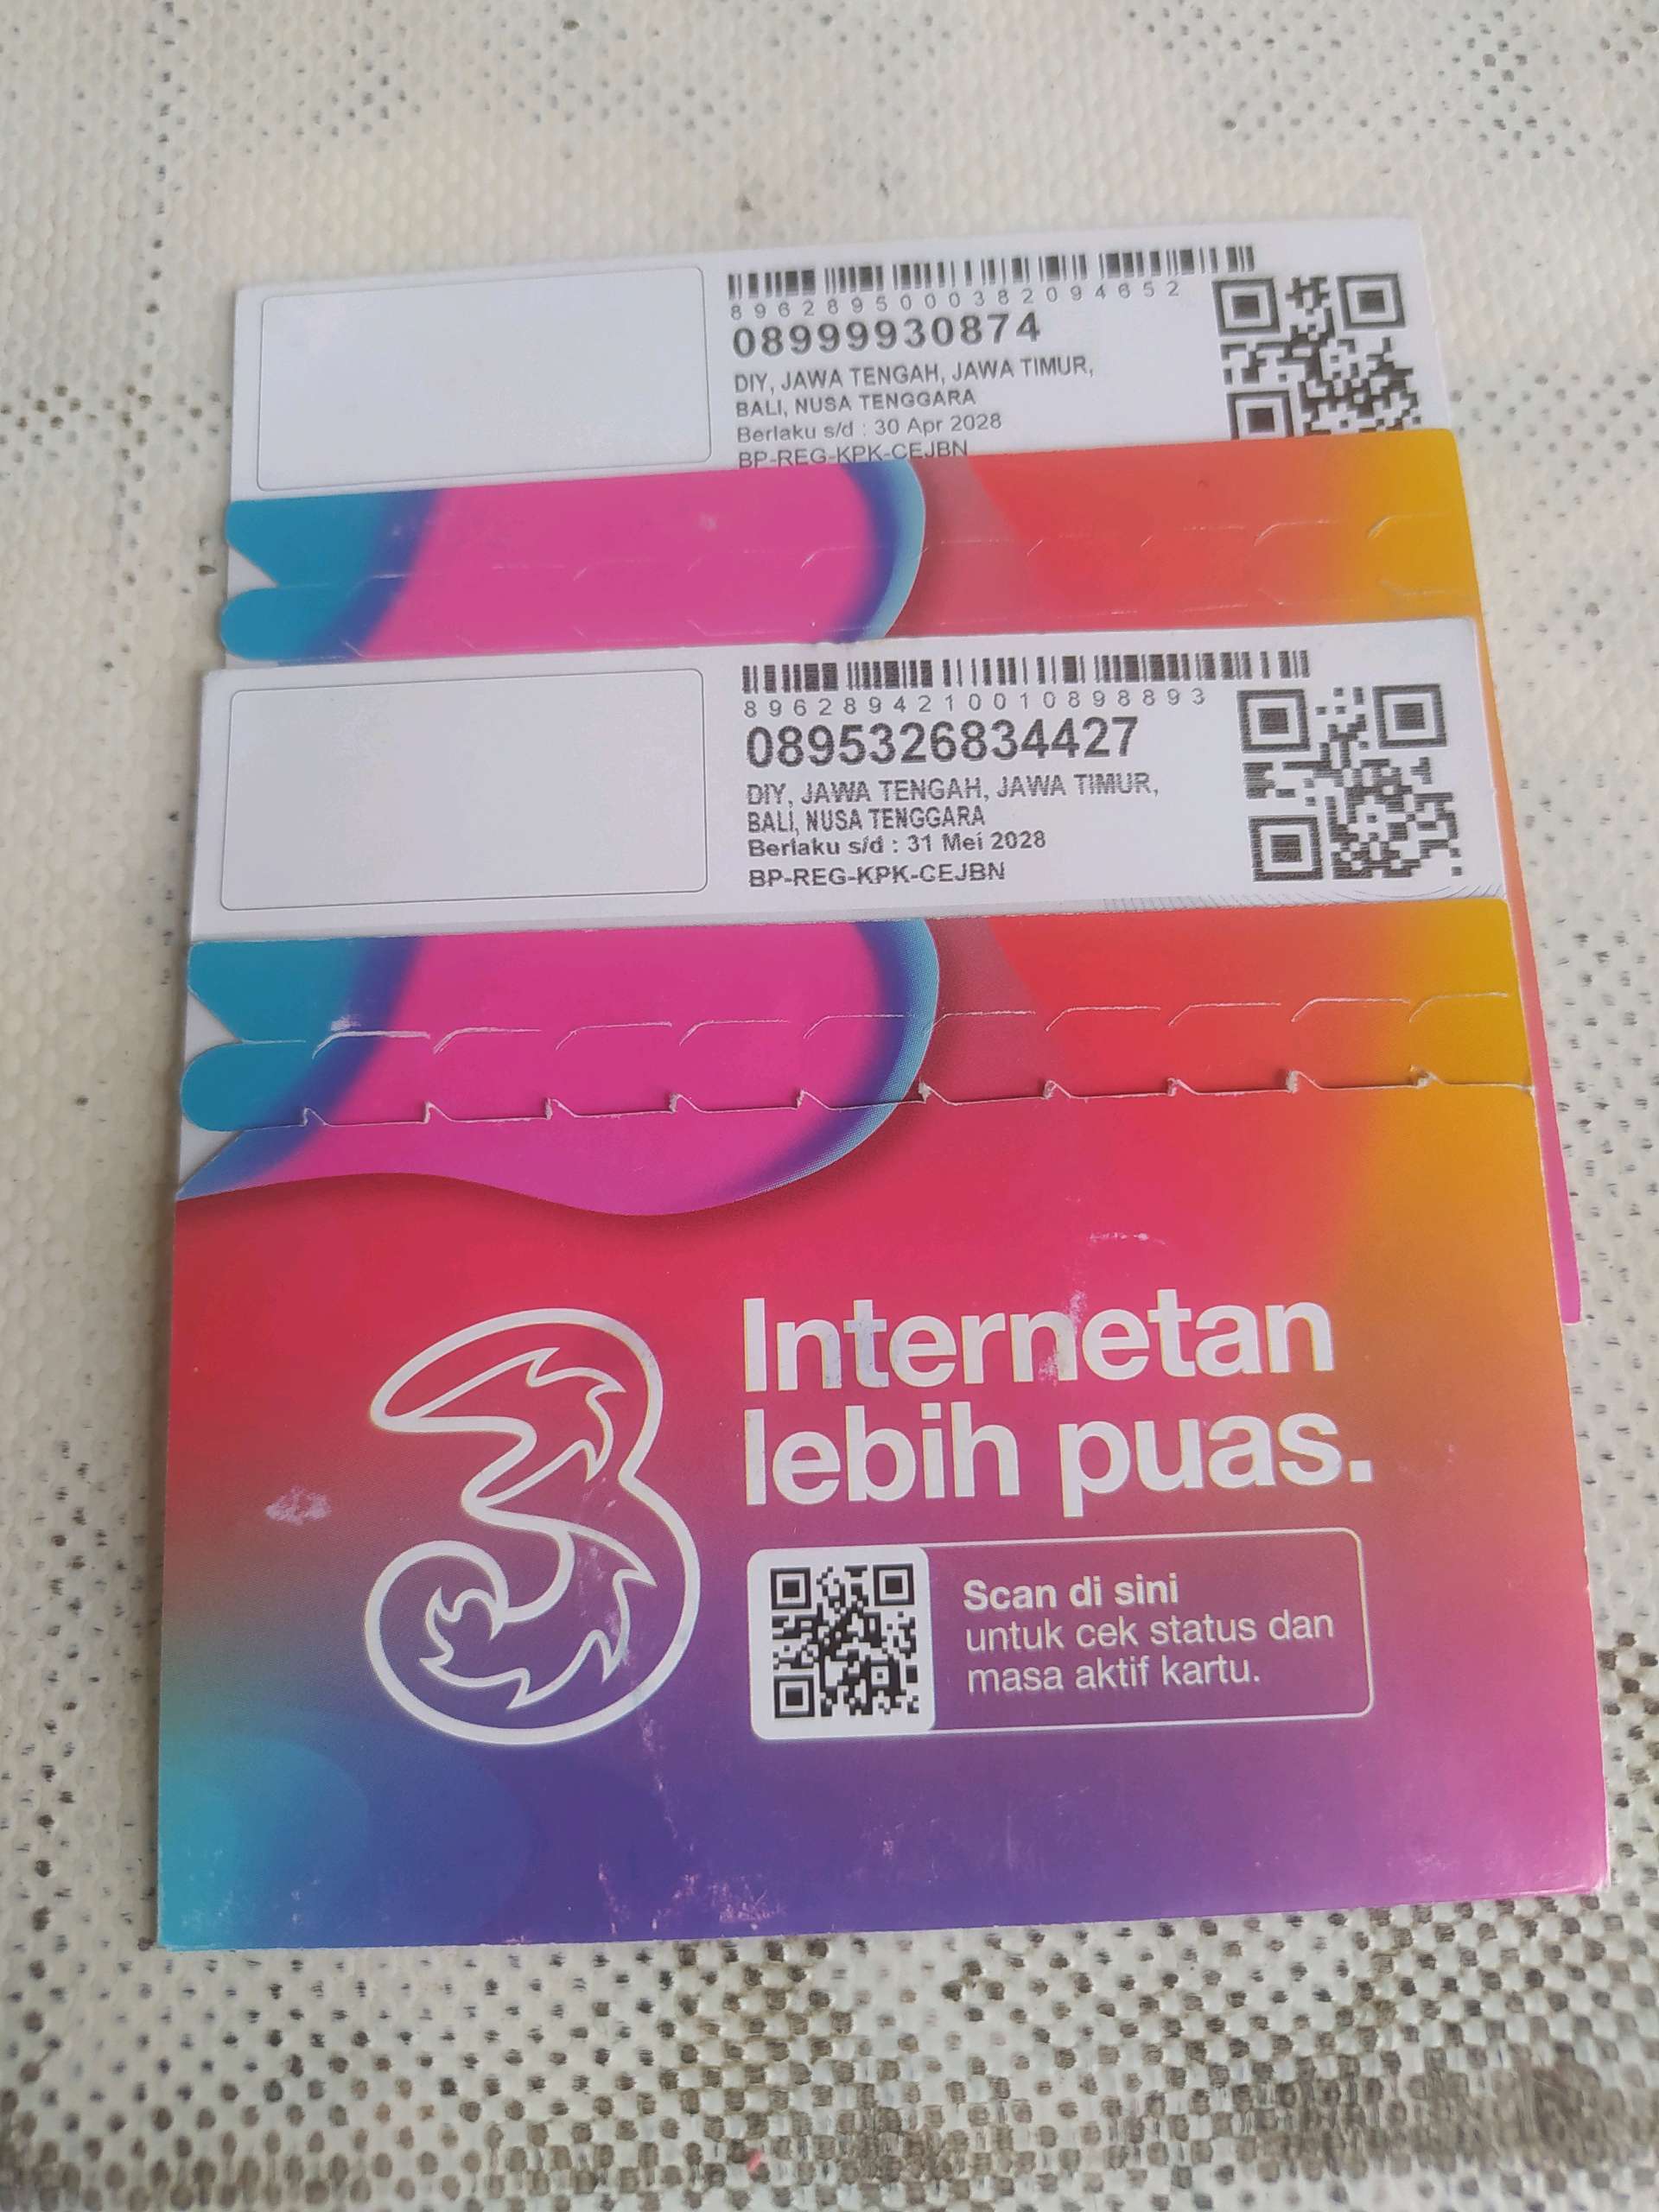 8962895000382094652
08999930874
DIY, JAWA TENGAH, JAWA TIMUR,
BALI, NUSA TENGGARA
Berlaku s/d : 30 Apr 2028
BP-REG-KPK-CEJBN
8962894210010898893
0895326834427
DIY, JAWA TENGAH, JAWA TIMUR,
BALI, NUSA TENGGARA
Berlaku s/d : 31 Mei 2028
BP-REG-KPK-CEJBN
3
Internetan
lebih puas.
Scan di sini
untuk cek status dan
masa aktif kartu.